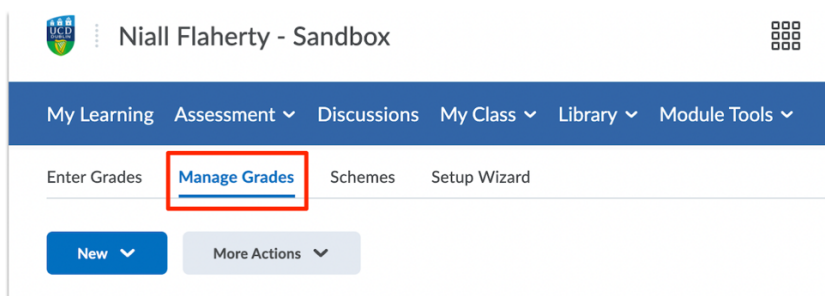 UCD
DUBLIN
Niall Flaherty - Sandbox
My Learning Assessment Discussions My Class Library Module Tools
Enter Grades Manage Grades Schemes Setup Wizard
New More Actions